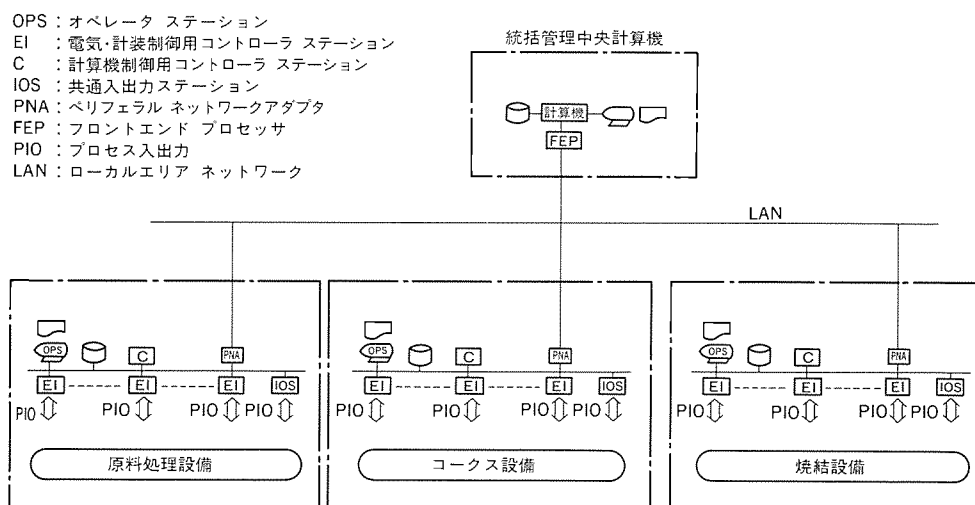 OPS : オペレータ ステーション
EI : 電気・計装制御用コントローラ ステーション
C : 計算機制御用コントローラ ステーション
IOS : 共通入出力ステーション
PNA : ペリフェラル ネットワークアダプタ
FEP : フロントエンド プロセッサ
PIO : プロセス入出力
LAN : ローカルエリア ネットワーク
統括管理中央計算機
計算機
FEP
LAN
OPS
C
PNA
EI
EI
EI
IOS
PIO
PIO
PIO
PIO
原料処理設備
OPS
C
PNA
EI
EI
EI
IOS
PIO
PIO
PIO
PIO
コークス設備
OPS
C
PNA
EI
EI
EI
IOS
PIO
PIO
PIO
PIO
焼結設備